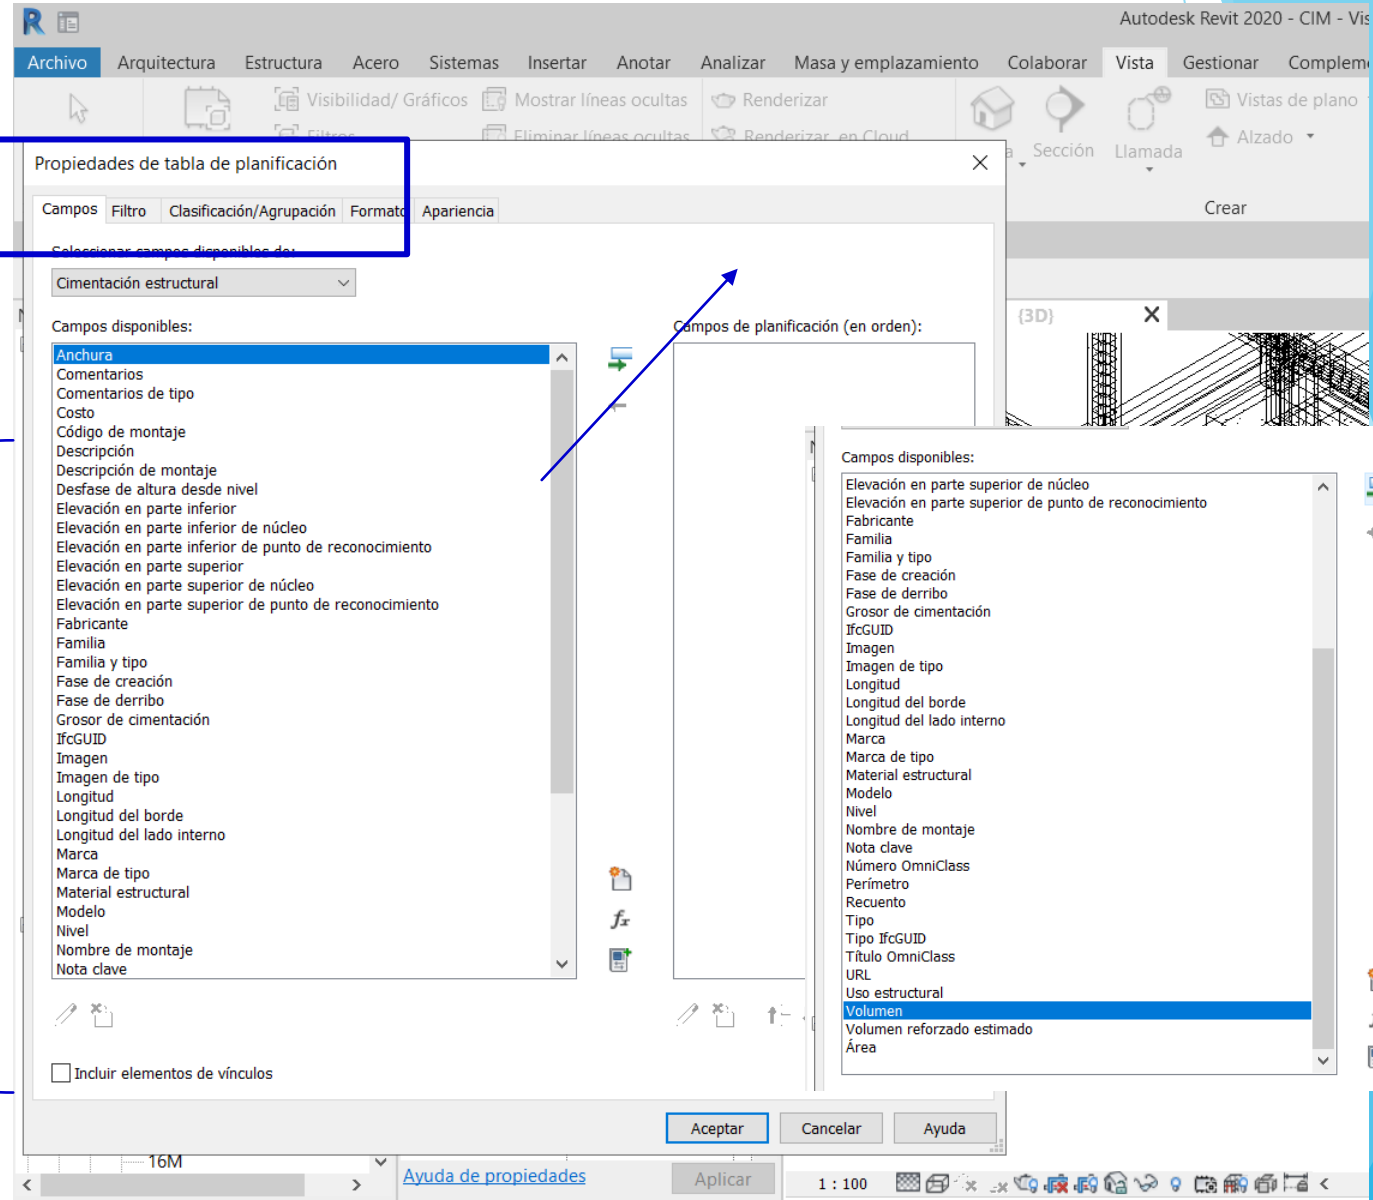 Autodesk Revit 2020 - CIM - Vis
Archivo Arquitectura Estructura Acero Sistemas Insertar Anotar Analizar Masa y emplazamiento Colaborar Vista Gestionar Complem
Visibilidad/ Gráficos Mostrar líneas ocultas Renderizar Vistas de plano
Filtros Eliminar líneas ocultas Renderizar en Cloud Sección Llamada Alzado
Crear
Propiedades de tabla de planificación
Campos Filtro Clasificación/Agrupación Formato Apariencia
Seleccionar campos disponibles de:
Cimentación estructural
{3D}
Campos disponibles:
Anchura
Comentarios
Comentarios de tipo
Costo
Código de montaje
Descripción
Descripción de montaje
Desfase de altura desde nivel
Elevación en parte inferior
Elevación en parte inferior de núcleo
Elevación en parte inferior de punto de reconocimiento
Elevación en parte superior
Elevación en parte superior de núcleo
Elevación en parte superior de punto de reconocimiento
Fabricante
Familia
Familia y tipo
Fase de creación
Fase de derribo
Grosor de cimentación
IfcGUID
Imagen
Imagen de tipo
Longitud
Longitud del borde
Longitud del lado interno
Marca
Marca de tipo
Material estructural
Modelo
Nivel
Nombre de montaje
Nota clave
fx
Campos de planificación (en orden):
Campos disponibles:
Elevación en parte superior de núcleo
Elevación en parte superior de punto de reconocimiento
Fabricante
Familia
Familia y tipo
Fase de creación
Fase de derribo
Grosor de cimentación
IfcGUID
Imagen
Imagen de tipo
Longitud
Longitud del borde
Longitud del lado interno
Marca
Marca de tipo
Material estructural
Modelo
Nivel
Nombre de montaje
Nota clave
Número OmniClass
Perímetro
Recuento
Tipo
Tipo IfcGUID
Título OmniClass
URL
Uso estructural
Volumen
Volumen reforzado estimado
Área
Incluir elementos de vínculos
Aceptar Cancelar Ayuda
16M
Ayuda de propiedades Aplicar 1 : 100